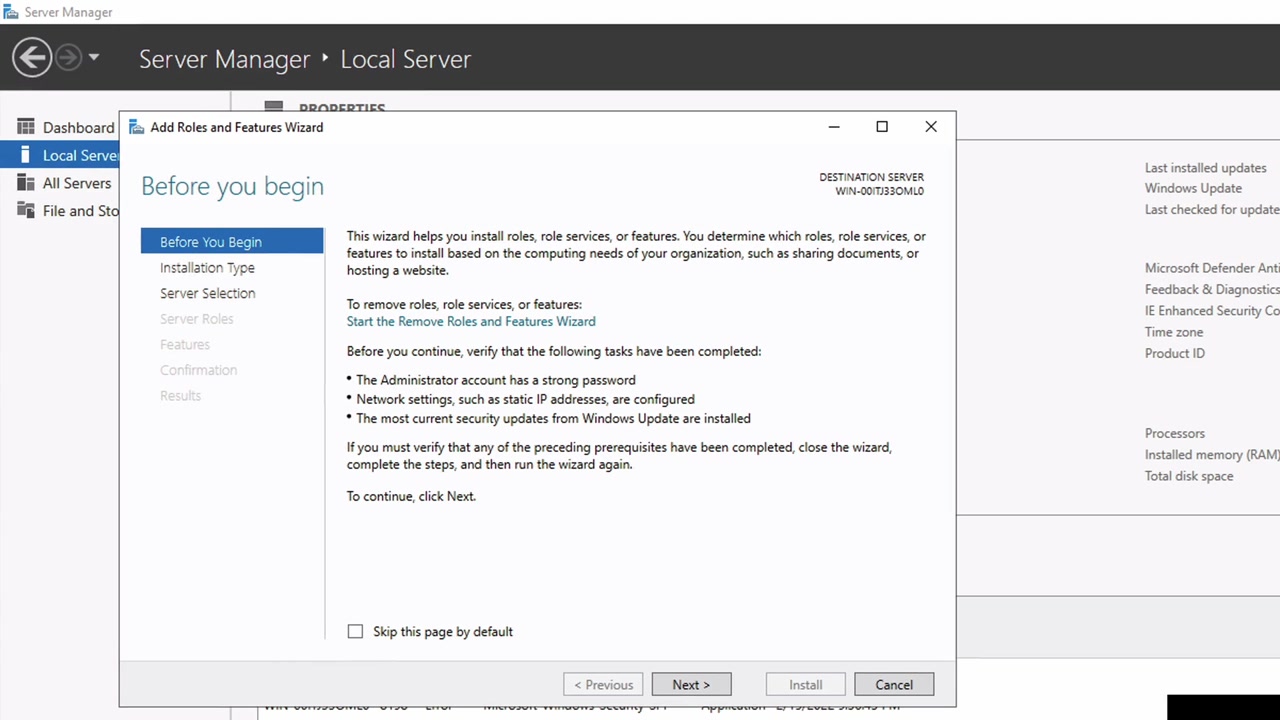 Server Manager
Server Manager ‣ Local Server
PROPERTIES
Dashboard
Local Serve
All Servers
File and Sto
Add Roles and Features Wizard
Before you begin
DESTINATION SERVER
WIN-00ITJ33OML0
Before You Begin
Installation Type
Server Selection
Server Roles
Features
Confirmation
Results
This wizard helps you install roles, role services, or features. You determine which roles, role services, or
features to install based on the computing needs of your organization, such as sharing documents, or
hosting a website.
To remove roles, role services, or features:
Start the Remove Roles and Features Wizard
Before you continue, verify that the following tasks have been completed:
• The Administrator account has a strong password
• Network settings, such as static IP addresses, are configured
• The most current security updates from Windows Update are installed
If you must verify that any of the preceding prerequisites have been completed, close the wizard,
complete the steps, and then run the wizard again.
To continue, click Next.
Skip this page by default
< Previous
Next >
Install
Cancel
Last installed updates
Windows Update
Last checked for update
Microsoft Defender Anti
Feedback & Diagnostics
IE Enhanced Security Co
Time zone
Product ID
Processors
Installed memory (RAM)
Total disk space